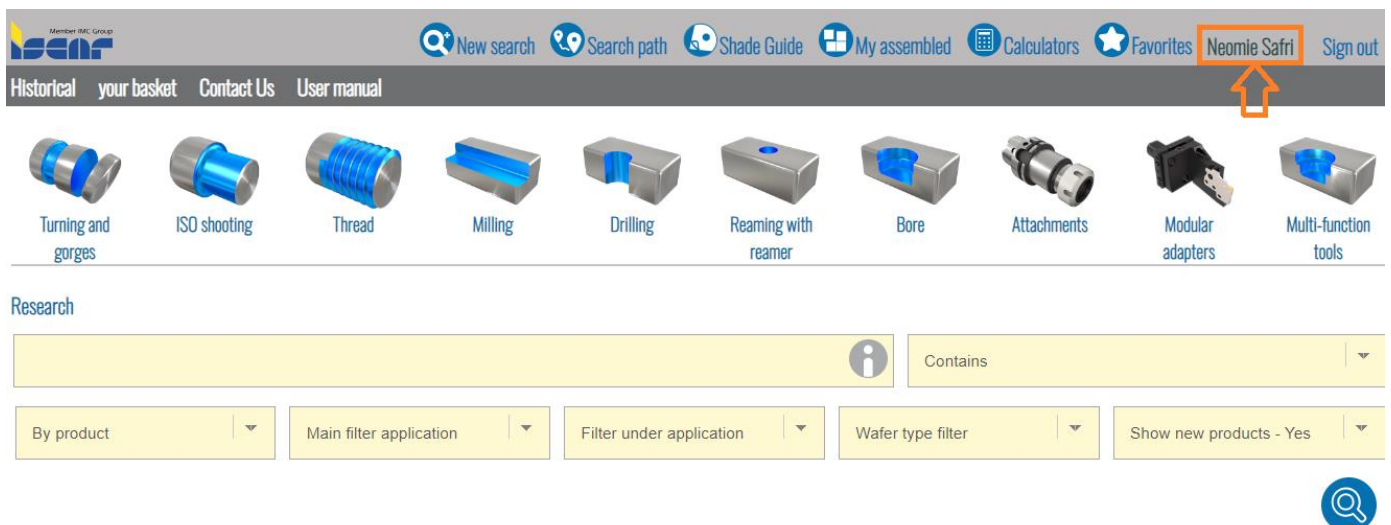 Member IMC Group
ISCAR
New search Search path Shade Guide My assembled Calculators Favorites Neomie Safri Sign out
Historical your basket Contact Us User manual
Turning and gorges
ISO shooting
Thread
Milling
Drilling
Reaming with reamer
Bore
Attachments
Modular adapters
Multi-function tools
Research
Contains
By product Main filter application Filter under application Wafer type filter Show new products - Yes